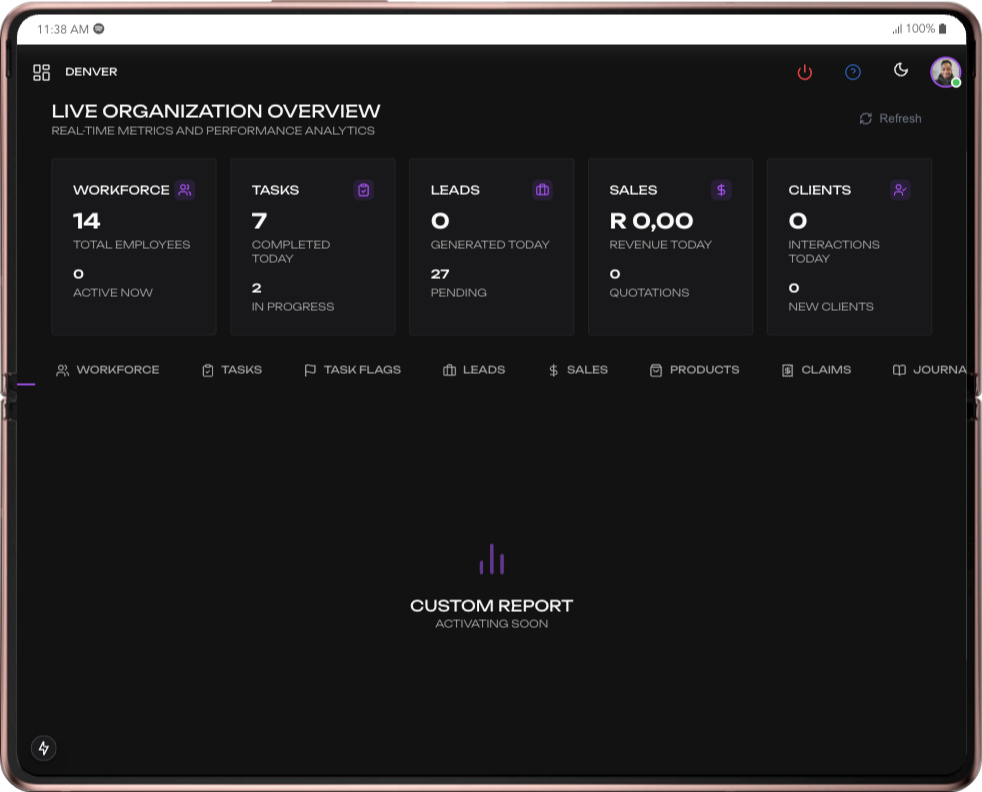 11:38 AM
100%
DENVER
LIVE ORGANIZATION OVERVIEW
REAL-TIME METRICS AND PERFORMANCE ANALYTICS
Refresh
WORKFORCE
14
TOTAL EMPLOYEES
0
ACTIVE NOW
TASKS
7
COMPLETED
TODAY
2
IN PROGRESS
LEADS
0
GENERATED TODAY
27
PENDING
SALES
R 0,00
REVENUE TODAY
0
QUOTATIONS
CLIENTS
0
INTERACTIONS
TODAY
0
NEW CLIENTS
WORKFORCE TASKS TASK FLAGS LEADS SALES PRODUCTS CLAIMS JOURNA
CUSTOM REPORT
ACTIVATING SOON